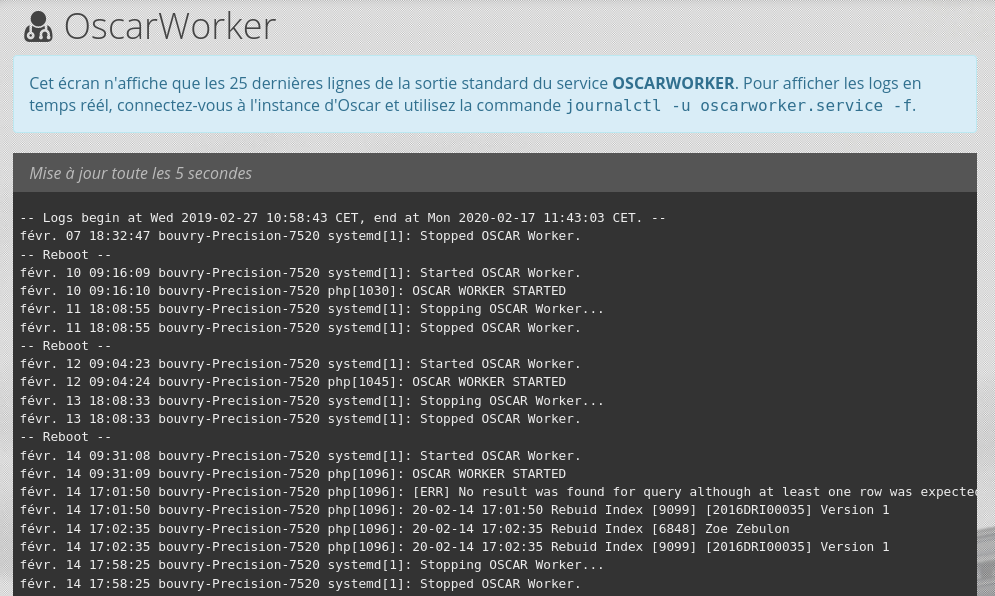 OscarWorker
Cet écran n'affiche que les 25 dernières lignes de la sortie standard du service OSCARWORKER. Pour afficher les logs en
temps réél, connectez-vous à l'instance d'Oscar et utilisez la commande journalctl -u oscarworker.service -f.
Mise à jour toute les 5 secondes
-- Logs begin at Wed 2019-02-27 10:58:43 CET, end at Mon 2020-02-17 11:43:03 CET. --
févr. 07 18:32:47 bouvry-Precision-7520 systemd[1]: Stopped OSCAR Worker.
-- Reboot --
févr. 10 09:16:09 bouvry-Precision-7520 systemd[1]: Started OSCAR Worker.
févr. 10 09:16:10 bouvry-Precision-7520 php[1030]: OSCAR WORKER STARTED
févr. 11 18:08:55 bouvry-Precision-7520 systemd[1]: Stopping OSCAR Worker...
févr. 11 18:08:55 bouvry-Precision-7520 systemd[1]: Stopped OSCAR Worker.
-- Reboot --
févr. 12 09:04:23 bouvry-Precision-7520 systemd[1]: Started OSCAR Worker.
févr. 12 09:04:24 bouvry-Precision-7520 php[1045]: OSCAR WORKER STARTED
févr. 13 18:08:33 bouvry-Precision-7520 systemd[1]: Stopping OSCAR Worker...
févr. 13 18:08:33 bouvry-Precision-7520 systemd[1]: Stopped OSCAR Worker.
-- Reboot --
févr. 14 09:31:08 bouvry-Precision-7520 systemd[1]: Started OSCAR Worker.
févr. 14 09:31:09 bouvry-Precision-7520 php[1096]: OSCAR WORKER STARTED
févr. 14 17:01:50 bouvry-Precision-7520 php[1096]: [ERR] No result was found for query although at least one row was expected
févr. 14 17:01:50 bouvry-Precision-7520 php[1096]: 20-02-14 17:01:50 Rebuid Index [9099] [2016DRI00035] Version 1
févr. 14 17:02:35 bouvry-Precision-7520 php[1096]: 20-02-14 17:02:35 Rebuid Index [6848] Zoe Zebulon
févr. 14 17:02:35 bouvry-Precision-7520 php[1096]: 20-02-14 17:02:35 Rebuid Index [9099] [2016DRI00035] Version 1
févr. 14 17:58:25 bouvry-Precision-7520 systemd[1]: Stopping OSCAR Worker...
févr. 14 17:58:25 bouvry-Precision-7520 systemd[1]: Stopped OSCAR Worker.